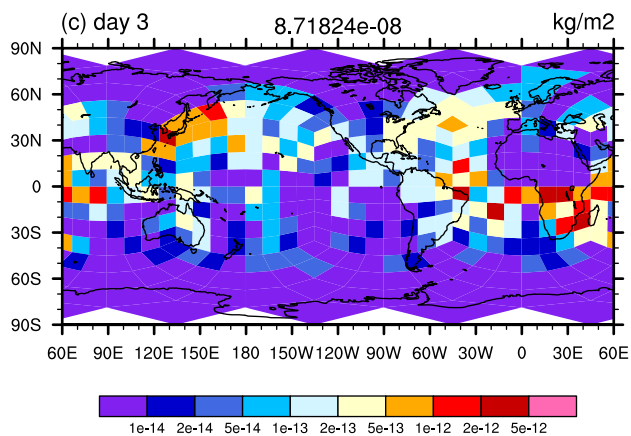 (c) day 3 8.71824e-08 kg/m2
90N
60N
30N
0
30S
60S
90S
60E 90E 120E 150E 180 150W 120W 90W 60W 30W 0 30E 60E
1e-14 2e-14 5e-14 1e-13 2e-13 5e-13 1e-12 2e-12 5e-12